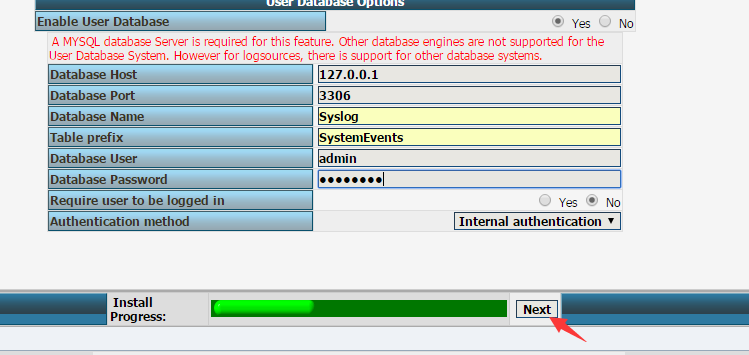 User Database Options
Enable User Database Yes No
A MYSQL database Server is required for this feature. Other database engines are not supported for the
User Database System. However for logsources, there is support for other database systems.
Database Host 127.0.0.1
Database Port 3306
Database Name Syslog
Table prefix SystemEvents
Database User admin
Database Password ●●●●●●●●
Require user to be logged in Yes No
Authentication method Internal authentication ▼
Install
Progress:
Next